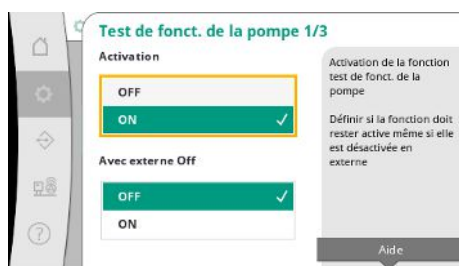 Test de fonct. de la pompe 1/3
Activation
OFF
ON
Avec externe Off
OFF
ON
Activation de la fonction
test de fonct. de la
pompe
Définir si la fonction doit
rester active même si elle
est désactivée en
externe
Aide